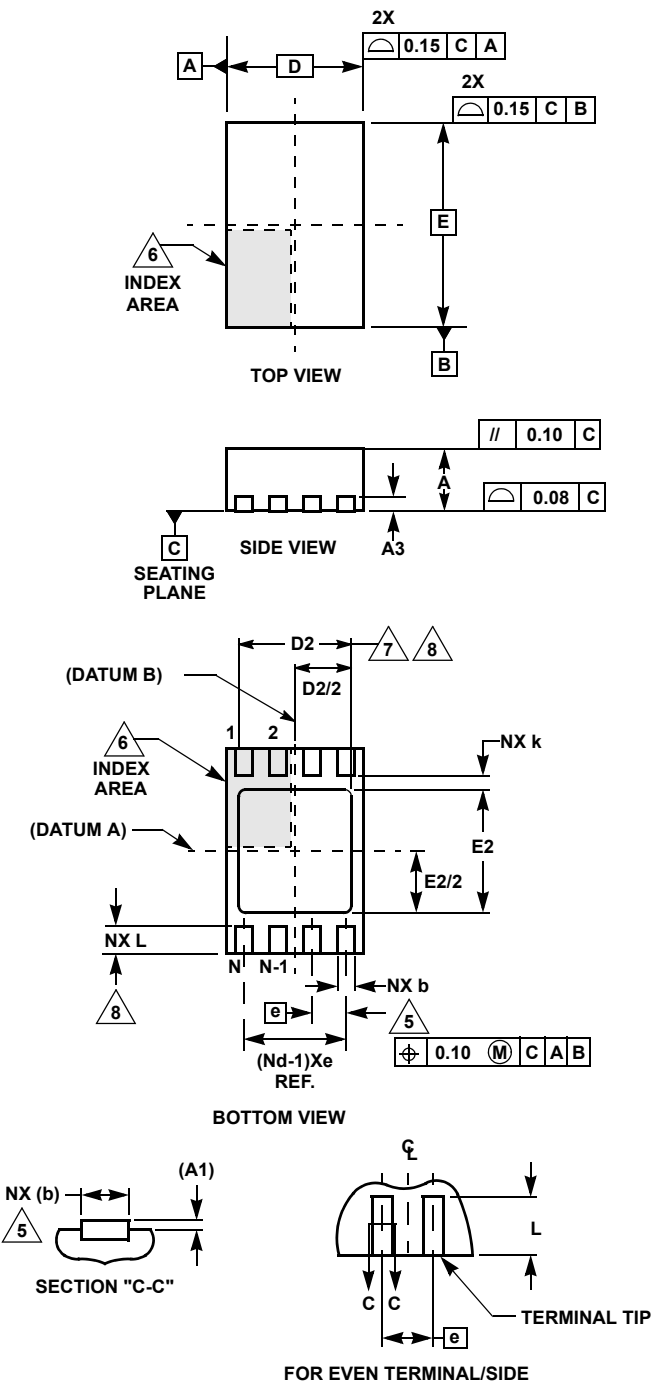 2X
⌓ 0.15 C A
A D
2X
⌓ 0.15 C B
E
6
INDEX
AREA
B
TOP VIEW
// 0.10 C
A
⌓ 0.08 C
C
SEATING
PLANE
SIDE VIEW
A3
D2
7 8
(DATUM B)
D2/2
6
INDEX
AREA
1 2
NX k
(DATUM A)
E2
E2/2
NX L
8
N N-1
NX b
e
5
(Nd-1)Xe
REF.
⌖ 0.10 Ⓜ C A B
BOTTOM VIEW
(A1)
NX (b)
5
SECTION "C-C"
℄
L
C C
TERMINAL TIP
e
FOR EVEN TERMINAL/SIDE